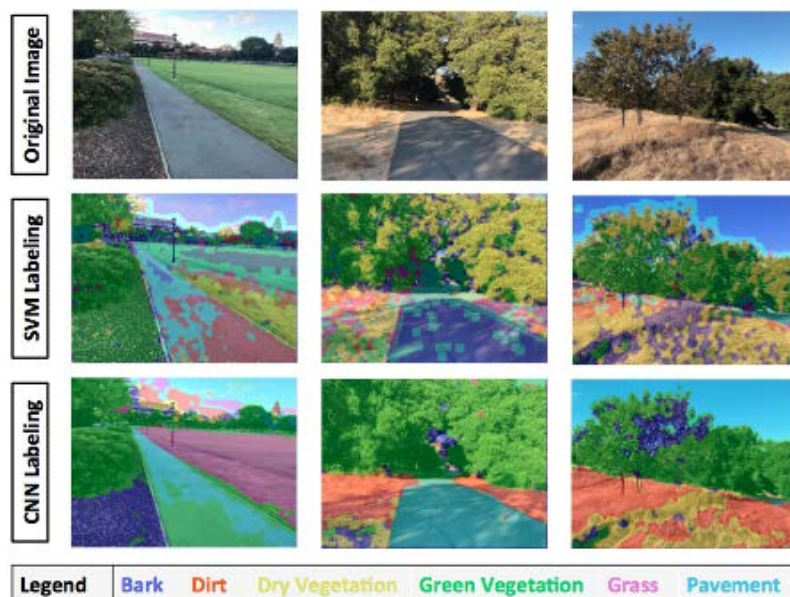 Original Image
SVM Labeling
CNN Labeling
Legend Bark Dirt Dry Vegetation Green Vegetation Grass Pavement